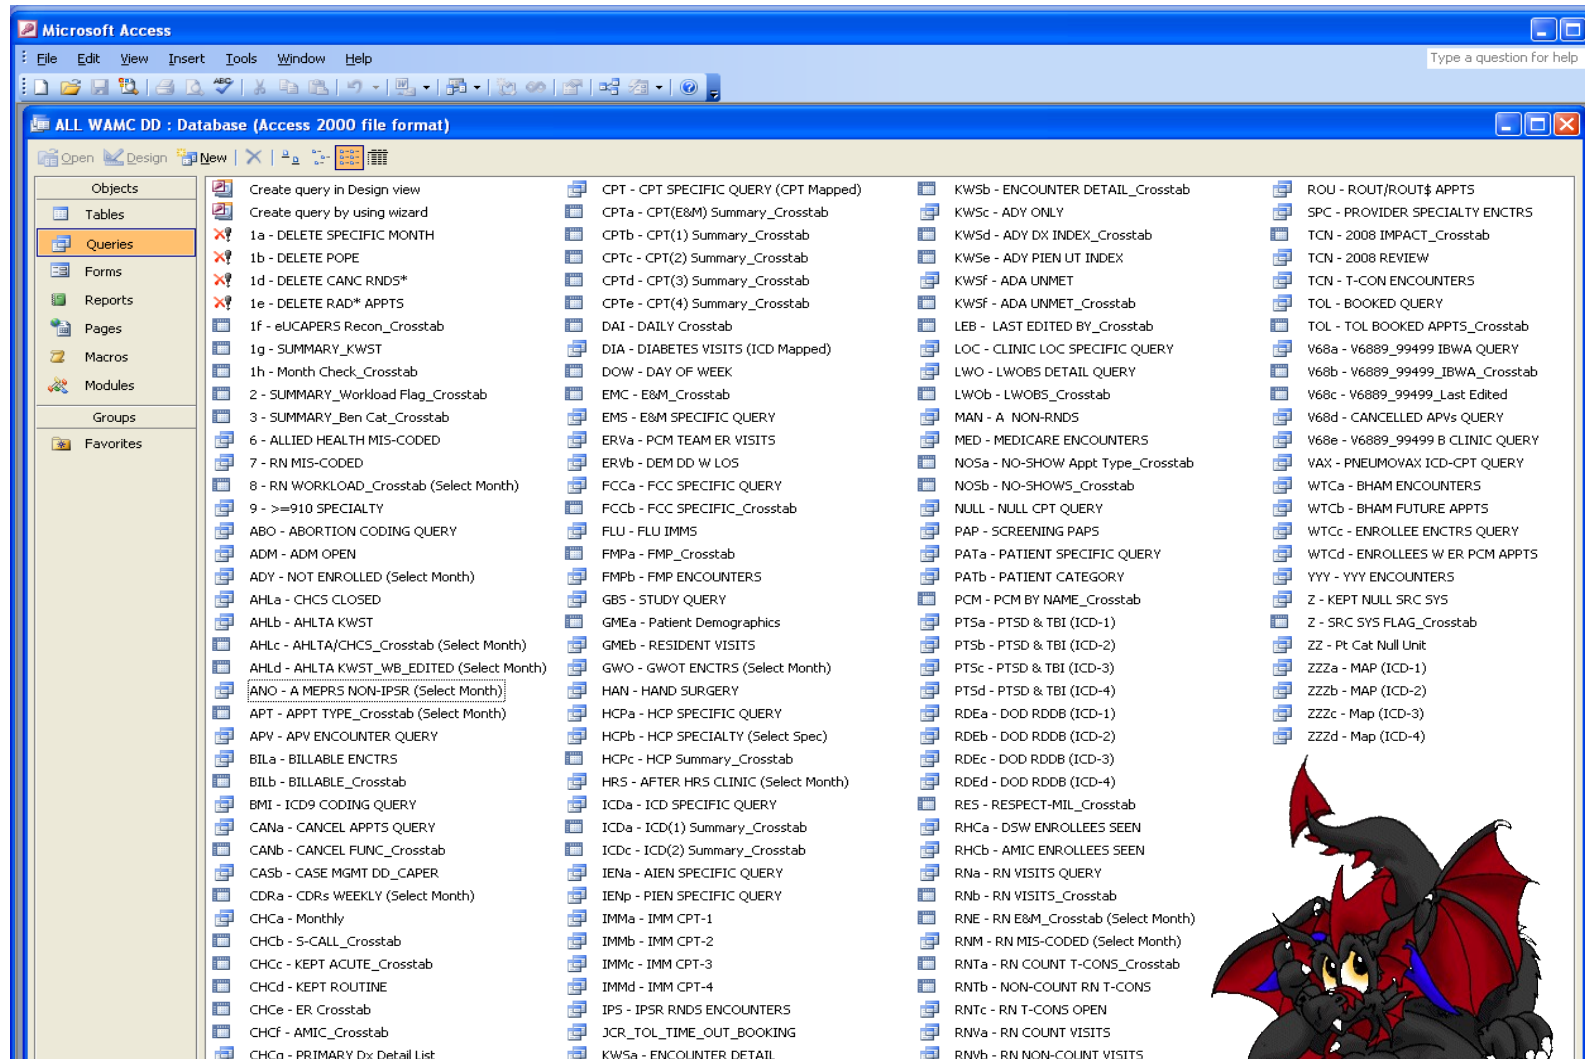 Microsoft Access
File Edit View Insert Tools Window Help
Type a question for help
ALL WAMC DD : Database (Access 2000 file format)
Open Design New
Objects
Tables
Queries
Forms
Reports
Pages
Macros
Modules
Groups
Favorites
Create query in Design view
Create query by using wizard
1a - DELETE SPECIFIC MONTH
1b - DELETE POPE
1d - DELETE CANC RNDS*
1e - DELETE RAD* APPTS
1f - eUCAPERS Recon_Crosstab
1g - SUMMARY_KWST
1h - Month Check_Crosstab
2 - SUMMARY_Workload Flag_Crosstab
3 - SUMMARY_Ben Cat_Crosstab
6 - ALLIED HEALTH MIS-CODED
7 - RN MIS-CODED
8 - RN WORKLOAD_Crosstab (Select Month)
9 - >=910 SPECIALTY
ABO - ABORTION CODING QUERY
ADM - ADM OPEN
ADY - NOT ENROLLED (Select Month)
AHLa - CHCS CLOSED
AHLb - AHLTA KWST
AHLc - AHLTA/CHCS_Crosstab (Select Month)
AHLd - AHLTA KWST_WB_EDITED (Select Month)
ANO - A MEPRS NON-IPSR (Select Month)
APT - APPT TYPE_Crosstab (Select Month)
APV - APV ENCOUNTER QUERY
BILa - BILLABLE ENCTRS
BILb - BILLABLE_Crosstab
BMI - ICD9 CODING QUERY
CANa - CANCEL APPTS QUERY
CANb - CANCEL FUNC_Crosstab
CASb - CASE MGMT DD_CAPER
CDRa - CDRs WEEKLY (Select Month)
CHCa - Monthly
CHCb - S-CALL_Crosstab
CHCc - KEPT ACUTE_Crosstab
CHCd - KEPT ROUTINE
CHCe - ER Crosstab
CHCf - AMIC_Crosstab
CHCg - PRIMARY Dx Detail List
CPT - CPT SPECIFIC QUERY (CPT Mapped)
CPTa - CPT(E&M) Summary_Crosstab
CPTb - CPT(1) Summary_Crosstab
CPTc - CPT(2) Summary_Crosstab
CPTd - CPT(3) Summary_Crosstab
CPTe - CPT(4) Summary_Crosstab
DAI - DAILY Crosstab
DIA - DIABETES VISITS (ICD Mapped)
DOW - DAY OF WEEK
EMC - E&M_Crosstab
EMS - E&M SPECIFIC QUERY
ERVa - PCM TEAM ER VISITS
ERVb - DEM DD W LOS
FCCa - FCC SPECIFIC QUERY
FCCb - FCC SPECIFIC_Crosstab
FLU - FLU IMMS
FMPa - FMP_Crosstab
FMPb - FMP ENCOUNTERS
GBS - STUDY QUERY
GMEa - Patient Demographics
GMEb - RESIDENT VISITS
GWO - GWOT ENCTRS (Select Month)
HAN - HAND SURGERY
HCPa - HCP SPECIFIC QUERY
HCPb - HCP SPECIALTY (Select Spec)
HCPc - HCP Summary_Crosstab
HRS - AFTER HRS CLINIC (Select Month)
ICDa - ICD SPECIFIC QUERY
ICDa - ICD(1) Summary_Crosstab
ICDc - ICD(2) Summary_Crosstab
IENa - AIEN SPECIFIC QUERY
IENp - PIEN SPECIFIC QUERY
IMMa - IMM CPT-1
IMMb - IMM CPT-2
IMMc - IMM CPT-3
IMMd - IMM CPT-4
IPS - IPSR RNDS ENCOUNTERS
JCR_TOL_TIME_OUT_BOOKING
KWSa - ENCOUNTER DETAIL
KWSb - ENCOUNTER DETAIL_Crosstab
KWSc - ADY ONLY
KWSd - ADY DX INDEX_Crosstab
KWSe - ADY PIEN UT INDEX
KWSf - ADA UNMET
KWSf - ADA UNMET_Crosstab
LEB - LAST EDITED BY_Crosstab
LOC - CLINIC LOC SPECIFIC QUERY
LWO - LWOBS DETAIL QUERY
LWOb - LWOBS_Crosstab
MAN - A NON-RNDS
MED - MEDICARE ENCOUNTERS
NOSa - NO-SHOW Appt Type_Crosstab
NOSb - NO-SHOWS_Crosstab
NULL - NULL CPT QUERY
PAP - SCREENING PAPS
PATa - PATIENT SPECIFIC QUERY
PATb - PATIENT CATEGORY
PCM - PCM BY NAME_Crosstab
PTSa - PTSD & TBI (ICD-1)
PTSb - PTSD & TBI (ICD-2)
PTSc - PTSD & TBI (ICD-3)
PTSd - PTSD & TBI (ICD-4)
RDEa - DOD RDDB (ICD-1)
RDEb - DOD RDDB (ICD-2)
RDEc - DOD RDDB (ICD-3)
RDEd - DOD RDDB (ICD-4)
RES - RESPECT-MIL_Crosstab
RHCa - DSW ENROLLEES SEEN
RHCb - AMIC ENROLLEES SEEN
RNa - RN VISITS QUERY
RNb - RN VISITS_Crosstab
RNE - RN E&M_Crosstab (Select Month)
RNM - RN MIS-CODED (Select Month)
RNTa - RN COUNT T-CONS_Crosstab
RNTb - NON-COUNT RN T-CONS
RNTc - RN T-CONS OPEN
RNVa - RN COUNT VISITS
RNVb - RN NON-COUNT VISITS
ROU - ROUT/ROUT$ APPTS
SPC - PROVIDER SPECIALTY ENCTRS
TCN - 2008 IMPACT_Crosstab
TCN - 2008 REVIEW
TCN - T-CON ENCOUNTERS
TOL - BOOKED QUERY
TOL - TOL BOOKED APPTS_Crosstab
V68a - V6889_99499 IBWA QUERY
V68b - V6889_99499_IBWA_Crosstab
V68c - V6889_99499_Last Edited
V68d - CANCELLED APVs QUERY
V68e - V6889_99499 B CLINIC QUERY
VAX - PNEUMOVAX ICD-CPT QUERY
WTCa - BHAM ENCOUNTERS
WTCb - BHAM FUTURE APPTS
WTCc - ENROLLEE ENCTRS QUERY
WTCd - ENROLLEES W ER PCM APPTS
YYY - YYY ENCOUNTERS
Z - KEPT NULL SRC SYS
Z - SRC SYS FLAG_Crosstab
ZZ - Pt Cat Null Unit
ZZZa - MAP (ICD-1)
ZZZb - MAP (ICD-2)
ZZZc - Map (ICD-3)
ZZZd - Map (ICD-4)